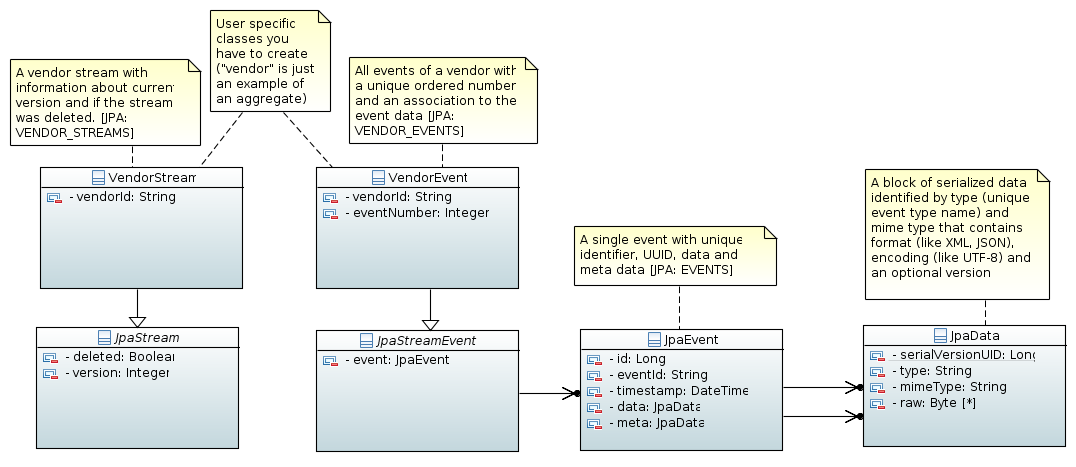 User specific
classes you
have to create
("vendor" is just
an example of
an aggregate)
A vendor stream with
information about curren
version and if the stream
was deleted. [JPA:
VENDOR_STREAMS]
All events of a vendor with
a unique ordered number
and an association to the
event data [JPA:
VENDOR_EVENTS]
VendorStream
- vendorId: String
VendorEvent
- vendorId: String
- eventNumber: Integer
A block of serialized data
identified by type (unique
event type name) and
mime type that contains
format (like XML, JSON),
encoding (like UTF-8) and
an optional version
A single event with unique
identifier, UUID, data and
meta data [JPA: EVENTS]
JpaStream
- deleted: Boolean
- version: Integer
JpaStreamEvent
- event: JpaEvent
JpaEvent
- id: Long
- eventId: String
- timestamp: DateTime
- data: JpaData
- meta: JpaData
JpaData
- serialVersionUID: Long
- type: String
- mimeType: String
- raw: Byte [*]